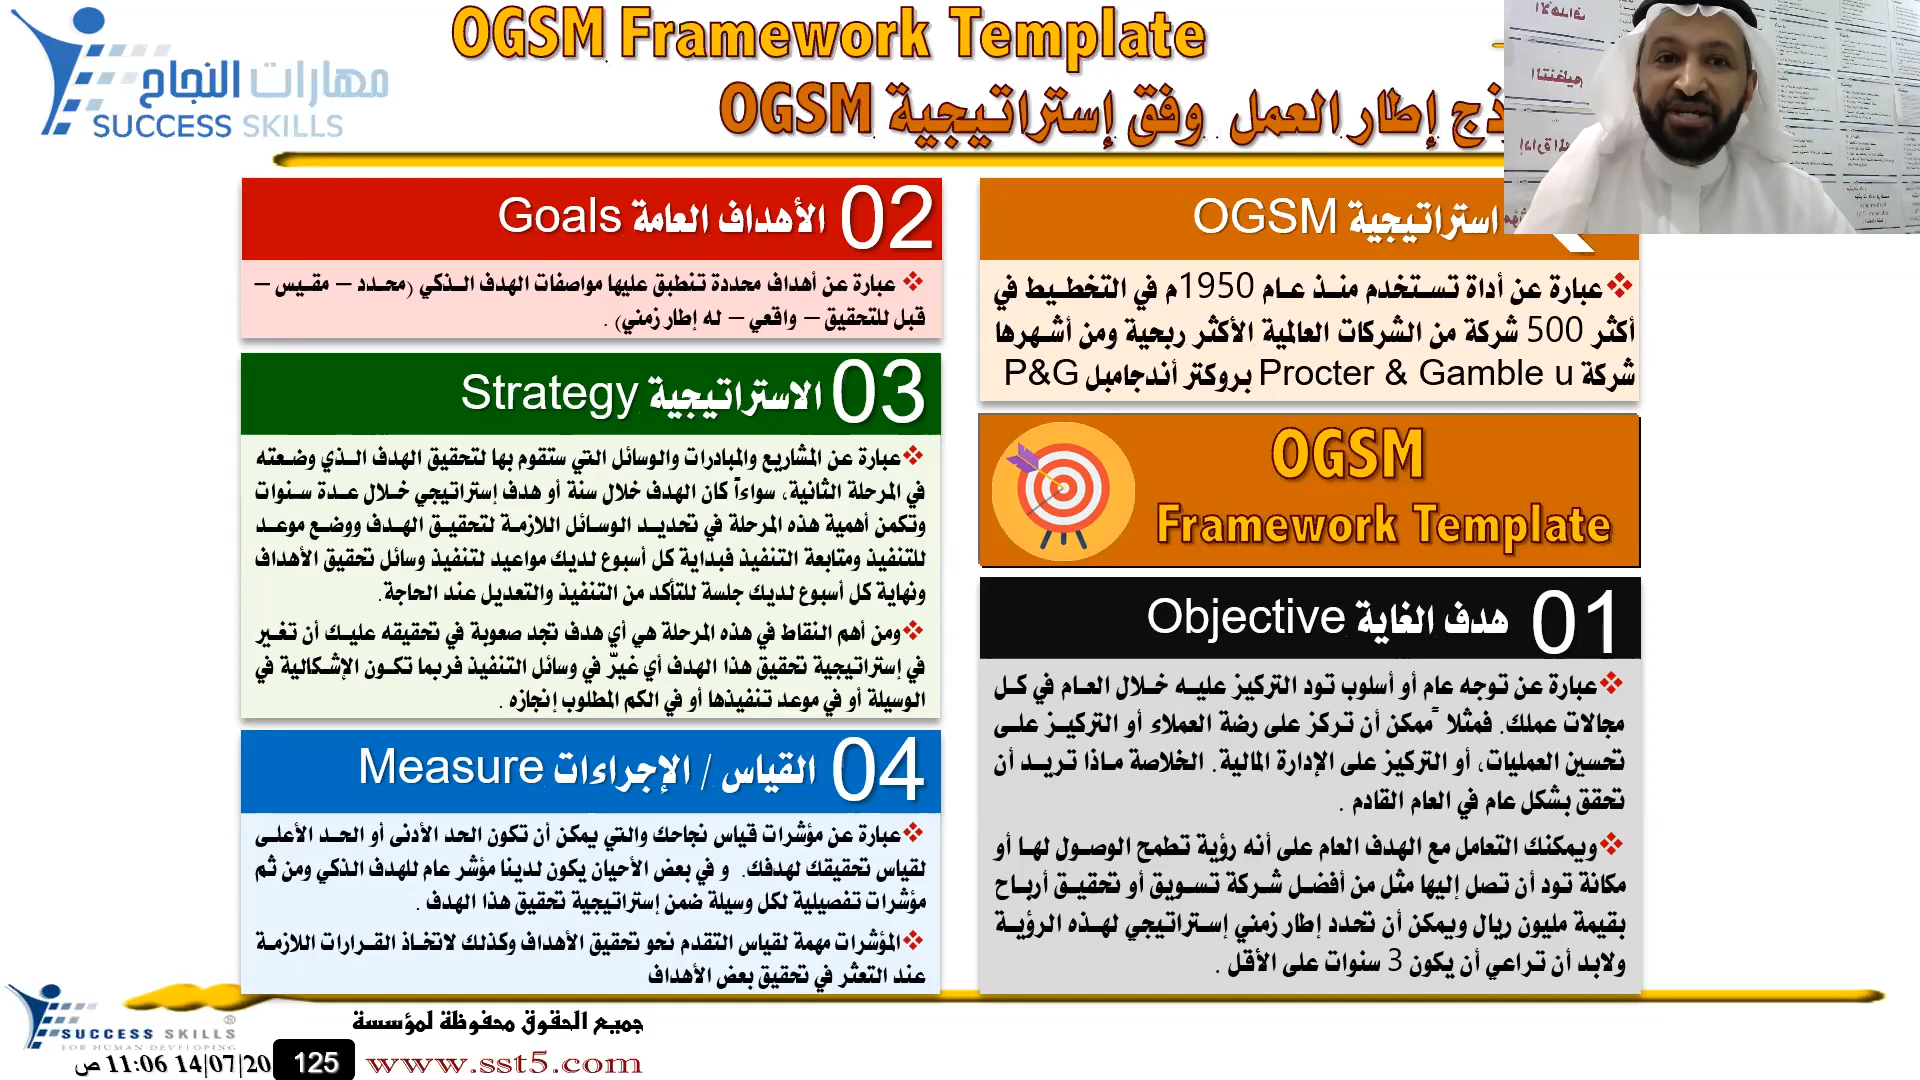 OGSM Framework Template
إطار العمل وفق إستراتيجية OGSM
مهارات النجاح
SUCCESS SKILLS
استراتيجية OGSM
❖عبارة عن أداة تستخدم منذ عام 1950م في التخطيط في
أكثر 500 شركة من الشركات العالمية الأكثر ربحية ومن أشهرها
شركة Procter & Gamble u بروكتر أندجامبل P&G
OGSM
Framework Template
01 هدف الغاية Objective
❖عبارة عن توجه عام أو أسلوب تود التركيز عليه خلال العام في كل
مجالات عملك. فمثلا ًممكن أن تركز على رضة العملاء أو التركيز على
تحسين العمليات، أو التركيز على الإدارة المالية. الخلاصة ماذا تريد أن
تحقق بشكل عام في العام القادم .
❖ويمكنك التعامل مع الهدف العام على أنه رؤية تطمح الوصول لها أو
مكانة تود أن تصل إليها مثل من أفضل شركة تسويق أو تحقيق أرباح
بقيمة مليون ريال ويمكن أن تحدد إطار زمني إستراتيجي لهذه الرؤية
ولابد أن تراعي أن يكون 3 سنوات على الأقل .
02 الأهداف العامة Goals
❖ عبارة عن أهداف محددة تنطبق عليها مواصفات الهدف الذكي (محدد – مقيس –
قبل للتحقيق – واقعي – له إطار زمني) .
03 الاستراتيجية Strategy
❖عبارة عن المشاريع والمبادرات والوسائل التي ستقوم بها لتحقيق الهدف الذي وضعته
في المرحلة الثانية، سواءاً كان الهدف خلال سنة أو هدف إستراتيجي خلال عدة سنوات
وتكمن أهمية هذه المرحلة في تحديد الوسائل اللازمة لتحقيق الهدف ووضع موعد
للتنفيذ ومتابعة التنفيذ فبداية كل أسبوع لديك مواعيد لتنفيذ وسائل تحقيق الأهداف
ونهاية كل أسبوع لديك جلسة للتأكد من التنفيذ والتعديل عند الحاجة.
❖ومن أهم النقاط في هذه المرحلة هي أي هدف تجد صعوبة في تحقيقه عليك أن تغير
في إستراتيجية تحقيق هذا الهدف أي غيرّ في وسائل التنفيذ فربما تكون الإشكالية في
الوسيلة أو في موعد تنفيذها أو في الكم المطلوب إنجازه .
04 القياس / الإجراءات Measure
❖عبارة عن مؤشرات قياس نجاحك والتي يمكن أن تكون الحد الأدنى أو الحد الأعلى
لقياس تحقيقك لهدفك. و في بعض الأحيان يكون لدينا مؤشر عام للهدف الذكي ومن ثم
مؤشرات تفصيلية لكل وسيلة ضمن إستراتيجية تحقيق هذا الهدف .
❖المؤشرات مهمة لقياس التقدم نحو تحقيق الأهداف وكذلك لاتخاذ القرارات اللازمة
عند التعثر في تحقيق بعض الأهداف
جميع الحقوق محفوظة لمؤسسة
www.sst5.com
125
SUCCESS SKILLS®
FOR HUMAN DEVELOPING
14/07/20 11:06 ص